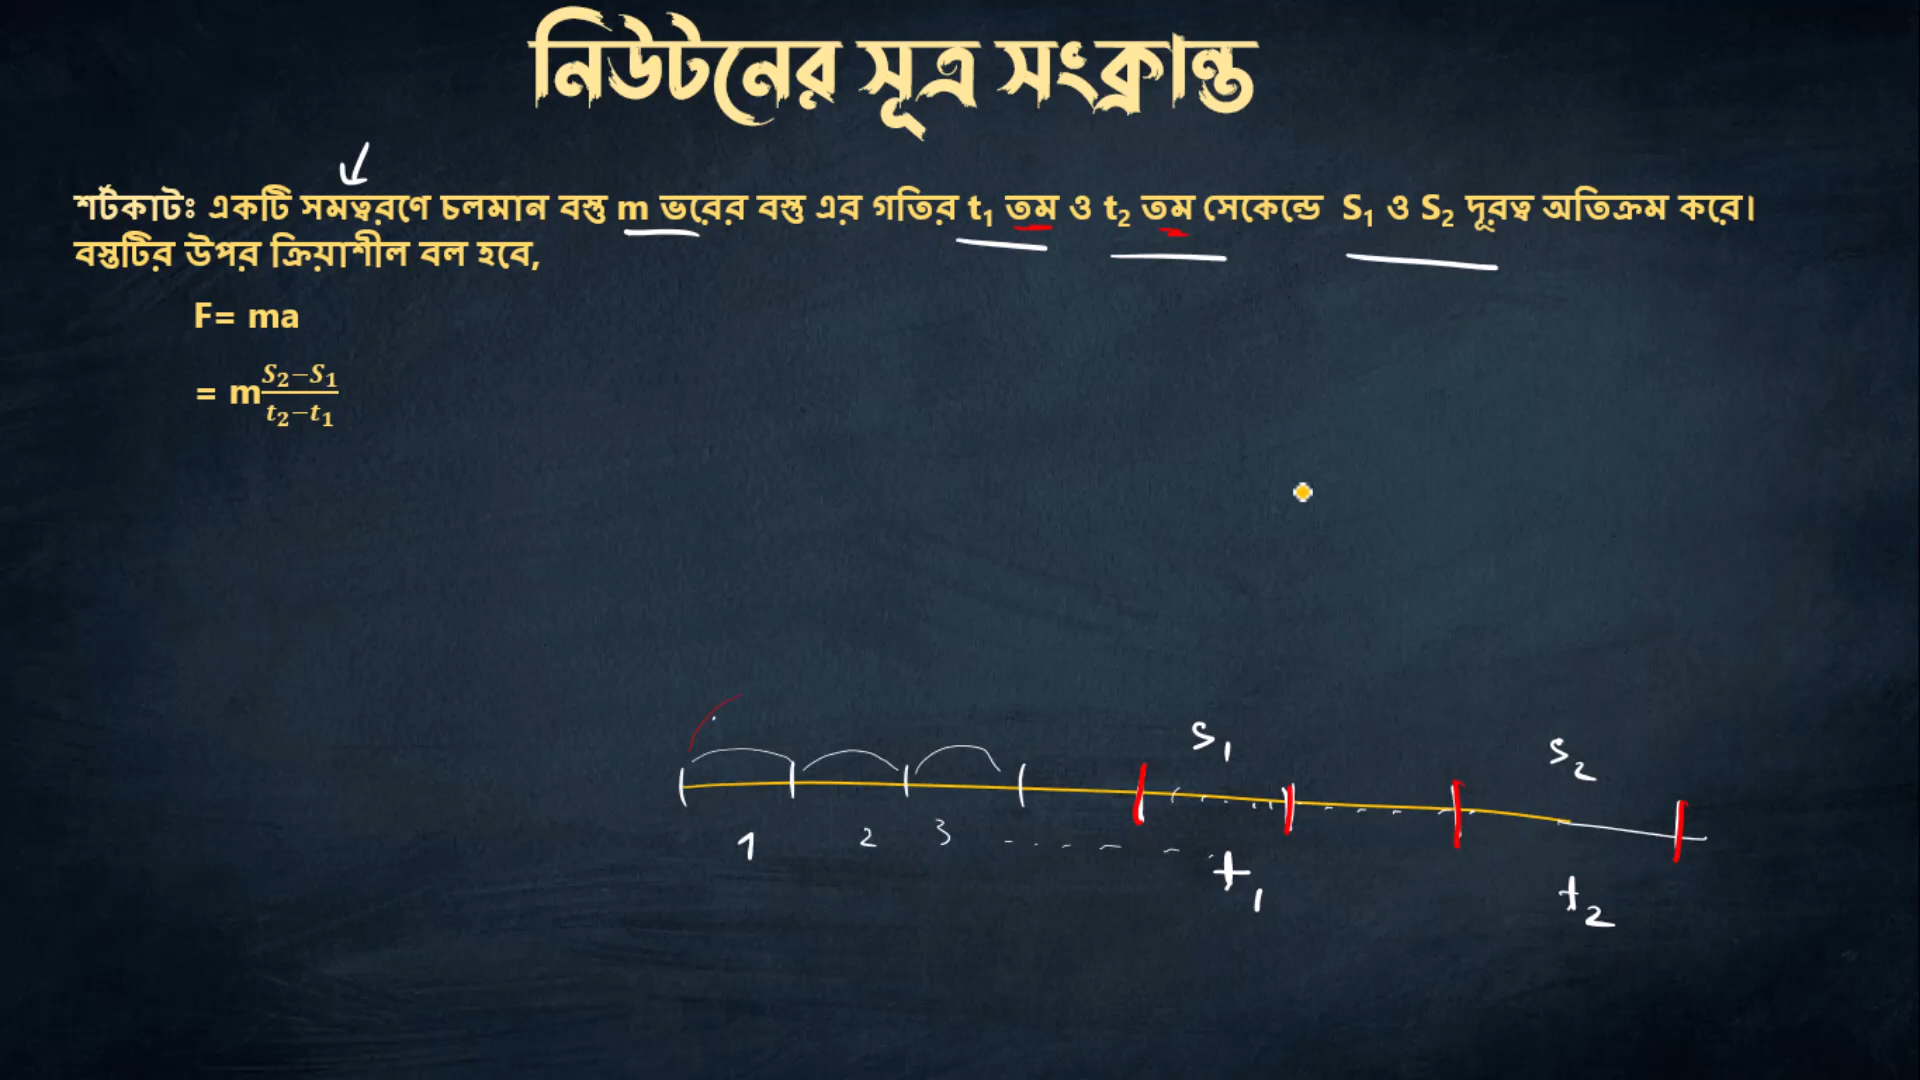 নিউটনের সূত্র সংক্রান্ত
শর্টকাটঃ একটি সমত্বরণে চলমান বস্তু m ভরের বস্তু এর গতির t₁ তম ও t₂ তম সেকেন্ডে S₁ ও S₂ দূরত্ব অতিক্রম করে।
বস্তুটির উপর ক্রিয়াশীল বল হবে,
F= ma
= m(S₂−S₁)/(t₂−t₁)
S₁ S₂
1 2 3 t₁ t₂